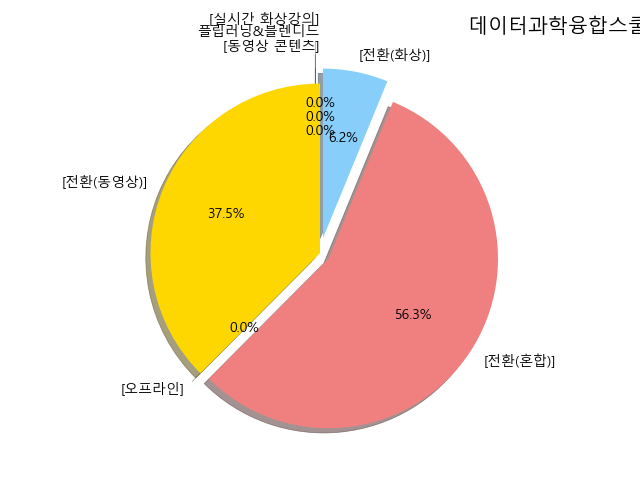 데이터과학융합스쿨
[실시간 화상강의]
플립러닝&블렌디드
[동영상 콘텐츠]
[전환(화상)]
0.0%
0.0%
0.0%
6.2%
[전환(동영상)]
37.5%
56.3%
0.0%
[전환(혼합)]
[오프라인]